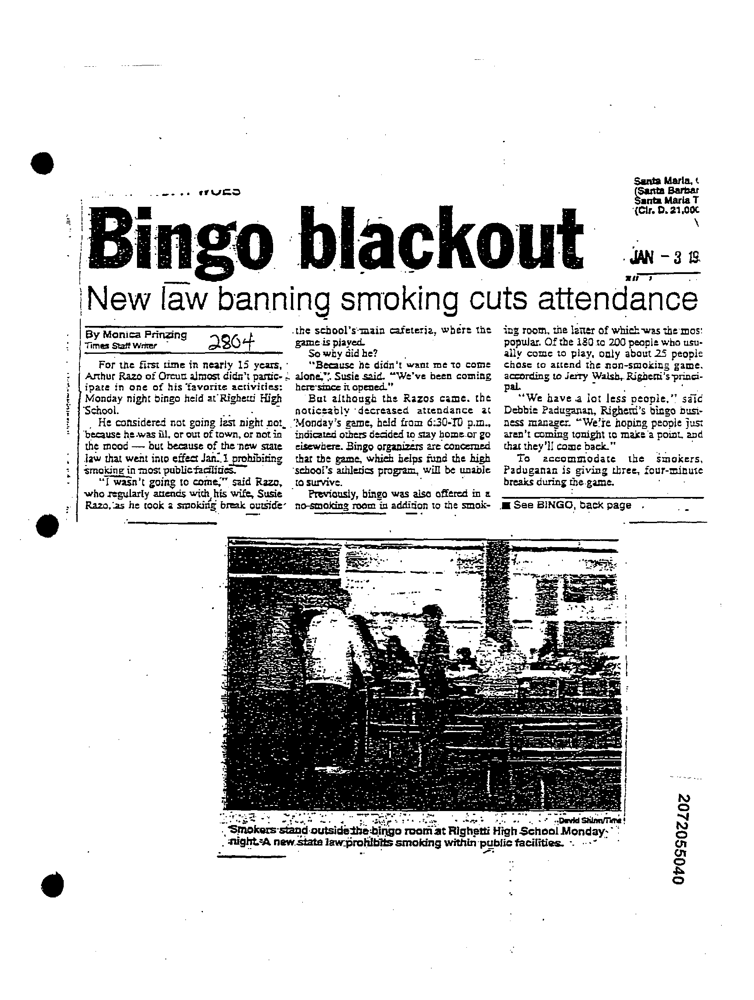 Santa Maria,
(Santa Barbar
Santa Maria T
(Cir. D. 21,00
JAN - 3 19
Bingo blackout
New law banning smoking cuts attendance
By Monica Prinzing
Times Staff Writer
2864
For the first time in nearly 15 years,
Arthur Razo of Orcutt almost didn't partic-
ipate in one of his favorite activities:
Monday night bingo held at Righetti High
School.
He considered not going last night not
because he was ill, or out of town, or not in
the mood — but because of the new state
law that went into effect Jan. 1 prohibiting
smoking in most public facilities.
"I wasn't going to come," said Razo,
who regularly attends with his wife, Susie
Razo, as he took a smoking break outside
the school's main cafeteria, where the
game is played.
So why did he?
"Because he didn't want me to come
alone," Susie said. "We've been coming
here since it opened."
But although the Razos came, the
noticeably decreased attendance at
Monday's game, held from 6:30-10 p.m.,
indicated others decided to stay home or go
elsewhere. Bingo organizers are concerned
that the game, which helps fund the high
school's athletics program, will be unable
to survive.
Previously, bingo was also offered in a
no-smoking room in addition to the smok-
ing room, the latter of which was the most
popular. Of the 180 to 200 people who usu-
ally come to play, only about 25 people
chose to attend the non-smoking game,
according to Jerry Walsh, Righetti's princi-
pal.
"We have a lot less people," said
Debbie Paduganan, Righetti's bingo busi-
ness manager. "We're hoping people just
aren't coming tonight to make a point, and
that they'll come back."
To accommodate the smokers,
Paduganan is giving three, four-minute
breaks during the game.
■ See BINGO, back page
David Shinn/Time
Smokers stand outside the bingo room at Righetti High School Monday
night. A new state law prohibits smoking within public facilities.
2072055040